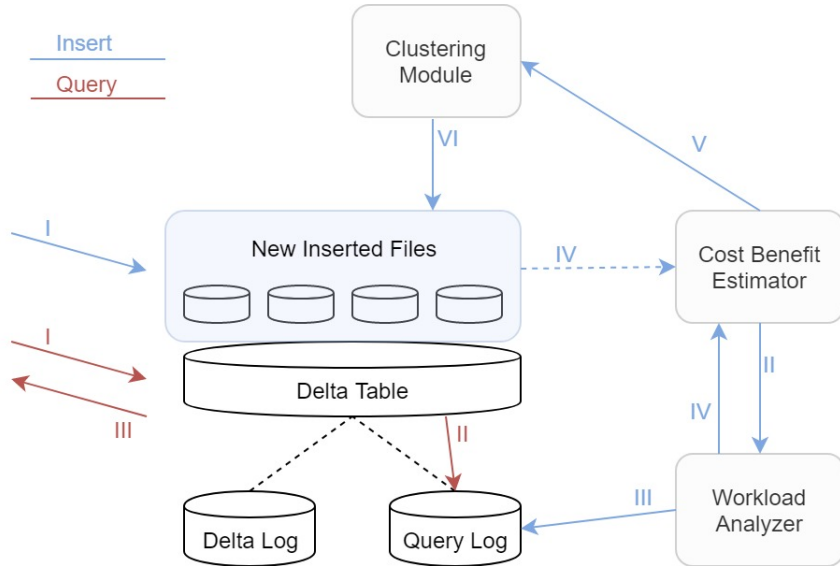 Insert
Query
Clustering
Module
VI
V
I
New Inserted Files
IV
Cost Benefit
Estimator
I
III
Delta Table
II
II
IV
III
Delta Log
Query Log
Workload
Analyzer